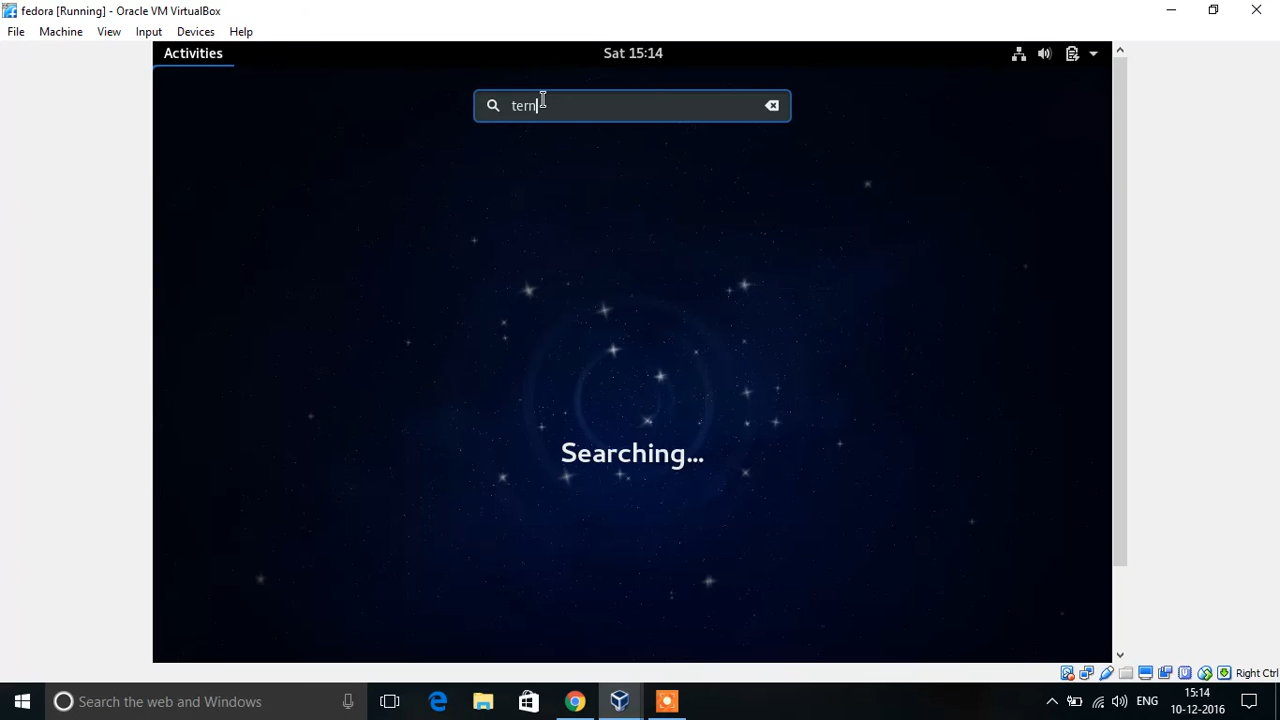 fedora [Running] - Oracle VM VirtualBox
File Machine View Input Devices Help
Activities
Sat 15:14
tern
Searching...
Right Ctrl
Search the web and Windows
ENG
15:14
10-12-2016